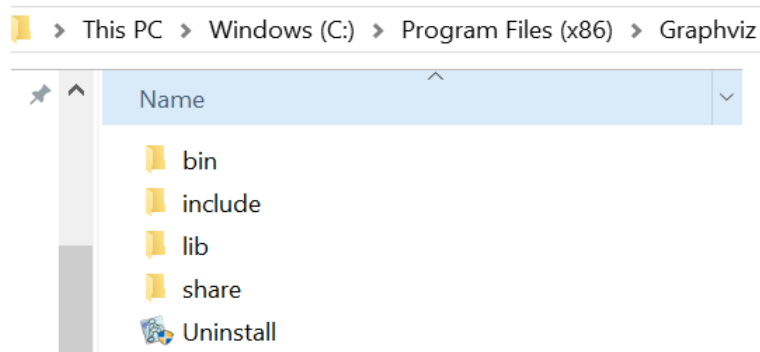 This PC > Windows (C:) > Program Files (x86) > Graphviz
Name
bin
include
lib
share
Uninstall